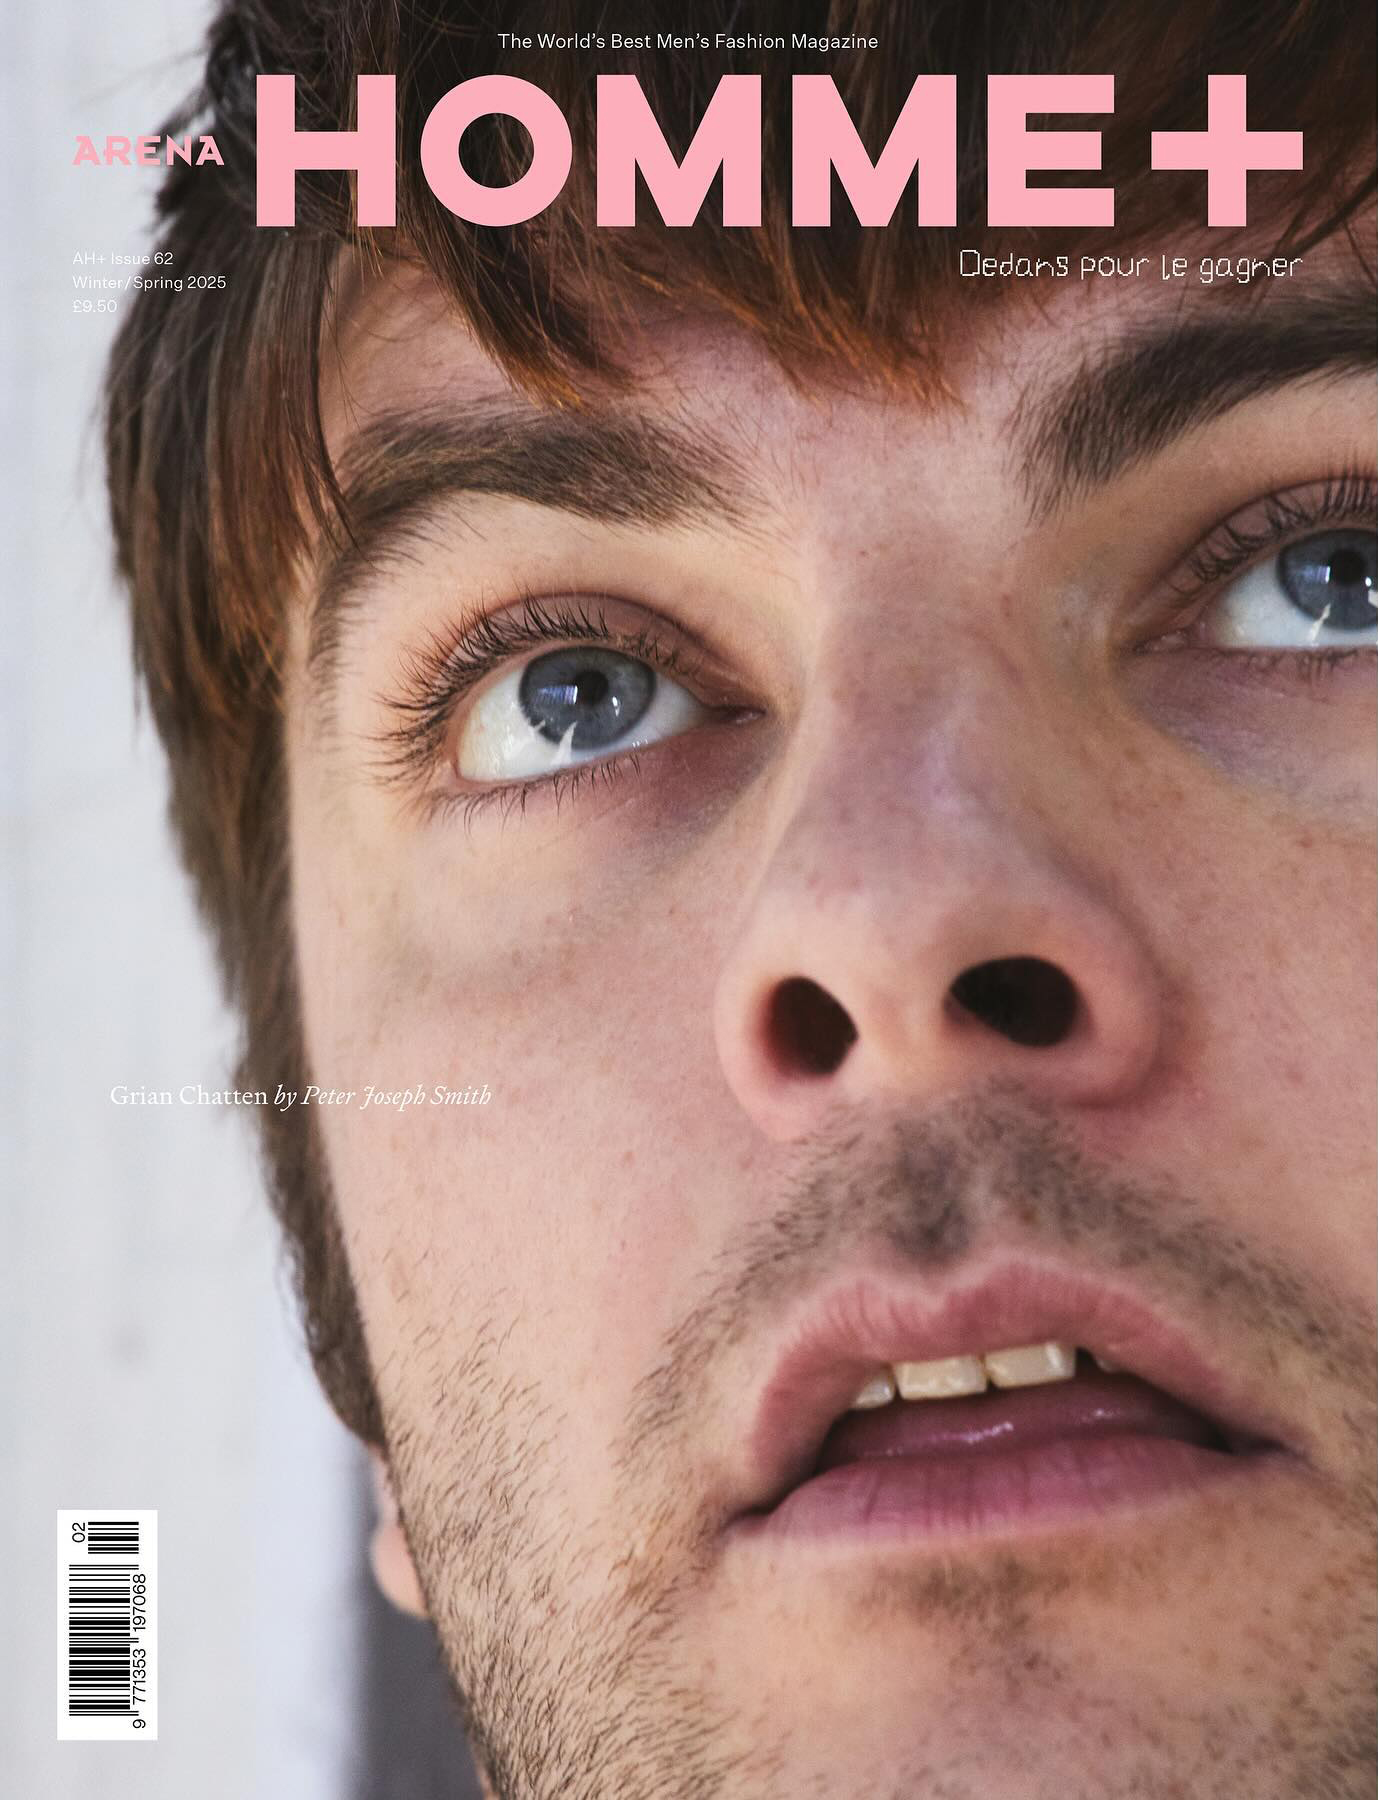 The World's Best Men's Fashion Magazine
ARENA HOMME+
AH+ Issue 62
Winter/Spring 2025
£9.50
Dedans pour le gagner
Grian Chatten by Peter Joseph Smith
02
9 771353 197068